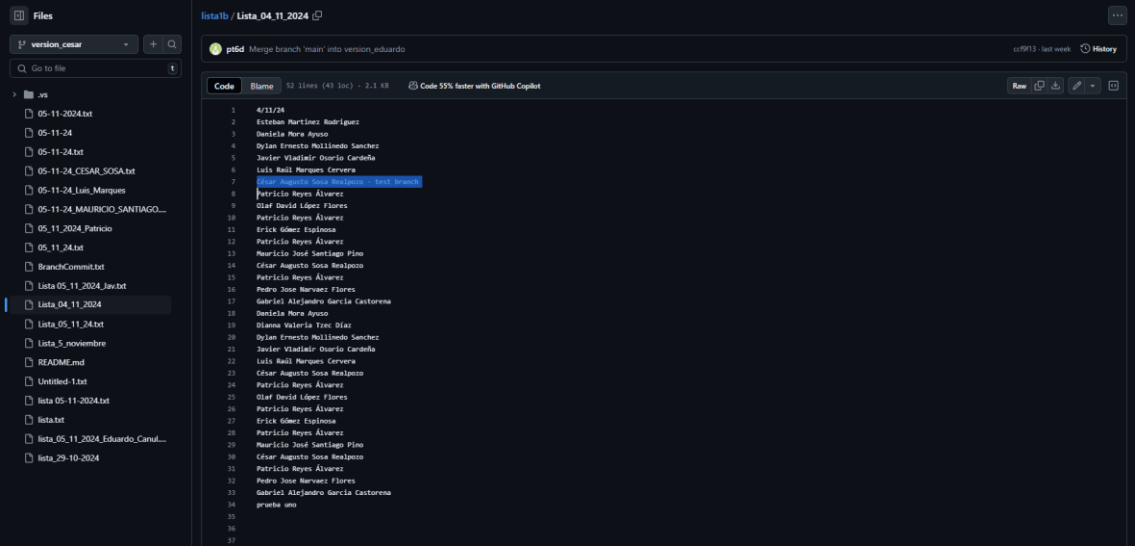 Files
version_cesar
Go to file
t
.vs
05-11-2024.txt
05-11-24
05-11-24.txt
05-11-24_CESAR_SOSA.txt
05-11-24_Luis_Marques
05-11-24_MAURICIO_SANTIAGO....
05_11_2024_Patricio
05_11_24.txt
BranchCommit.txt
Lista 05_11_2024_Jav.txt
Lista_04_11_2024
Lista_05_11_24.txt
Lista_5_noviembre
README.md
Untitled-1.txt
lista 05-11-2024.txt
lista.txt
lista_05_11_2024_Eduardo_Canul....
lista_29-10-2024
lista1b / Lista_04_11_2024
pt6d Merge branch 'main' into version_eduardo
ccf9f13 · last week History
Code Blame 52 lines (43 loc) · 2.1 KB Code 55% faster with GitHub Copilot
Raw
1 4/11/24
2 Esteban Martinez Rodriguez
3 Daniela Mora Ayuso
4 Dylan Ernesto Mollinedo Sanchez
5 Javier Vladimir Osorio Cardeña
6 Luis Raúl Marques Cervera
7 César Augusto Sosa Realpozo - test branch
8 Patricio Reyes Álvarez
9 Olaf David López Flores
10 Patricio Reyes Álvarez
11 Erick Gómez Espinosa
12 Patricio Reyes Álvarez
13 Mauricio José Santiago Pino
14 César Augusto Sosa Realpozo
15 Patricio Reyes Álvarez
16 Pedro Jose Narvaez Flores
17 Gabriel Alejandro Garcia Castorena
18 Daniela Mora Ayuso
19 Dianna Valeria Tzec Díaz
20 Dylan Ernesto Mollinedo Sanchez
21 Javier Vladimir Osorio Cardeña
22 Luis Raúl Marques Cervera
23 César Augusto Sosa Realpozo
24 Patricio Reyes Álvarez
25 Olaf David López Flores
26 Patricio Reyes Álvarez
27 Erick Gómez Espinosa
28 Patricio Reyes Álvarez
29 Mauricio José Santiago Pino
30 César Augusto Sosa Realpozo
31 Patricio Reyes Álvarez
32 Pedro Jose Narvaez Flores
33 Gabriel Alejandro Garcia Castorena
34 prueba uno
35
36
37